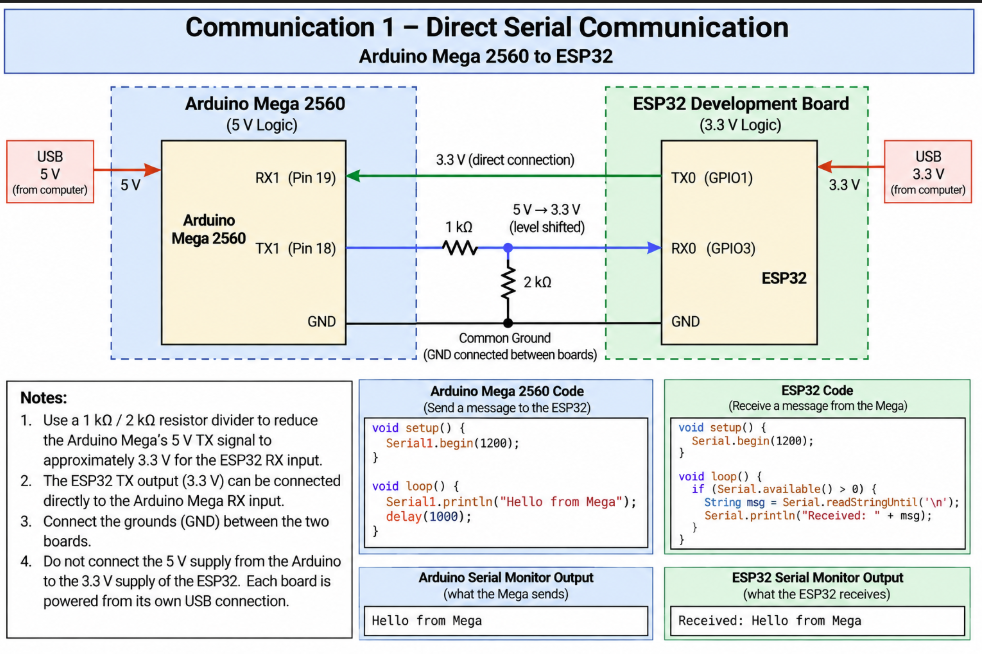 Communication 1 – Direct Serial Communication
Arduino Mega 2560 to ESP32
Arduino Mega 2560
(5 V Logic)
ESP32 Development Board
(3.3 V Logic)
USB
5 V
(from computer)
5 V
RX1 (Pin 19)
Arduino
Mega 2560
TX1 (Pin 18)
GND
3.3 V (direct connection)
1 kΩ
5 V → 3.3 V
(level shifted)
2 kΩ
Common Ground
(GND connected between boards)
TX0 (GPIO1)
RX0 (GPIO3)
ESP32
GND
USB
3.3 V
(from computer)
3.3 V
Notes:
1. Use a 1 kΩ / 2 kΩ resistor divider to reduce
the Arduino Mega's 5 V TX signal to
approximately 3.3 V for the ESP32 RX input.
2. The ESP32 TX output (3.3 V) can be connected
directly to the Arduino Mega RX input.
3. Connect the grounds (GND) between the two
boards.
4. Do not connect the 5 V supply from the Arduino
to the 3.3 V supply of the ESP32. Each board is
powered from its own USB connection.
Arduino Mega 2560 Code
(Send a message to the ESP32)
void setup() {
Serial1.begin(1200);
}
void loop() {
Serial1.println("Hello from Mega");
delay(1000);
}
ESP32 Code
(Receive a message from the Mega)
void setup() {
Serial.begin(1200);
}
void loop() {
if (Serial.available() > 0) {
String msg = Serial.readStringUntil('\n');
Serial.println("Received: " + msg);
}
}
Arduino Serial Monitor Output
(what the Mega sends)
Hello from Mega
ESP32 Serial Monitor Output
(what the ESP32 receives)
Received: Hello from Mega